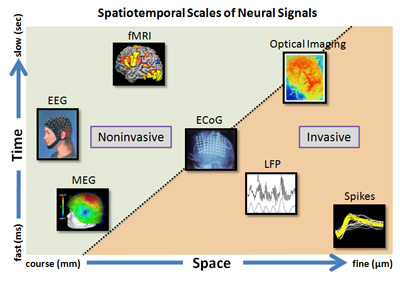 Spatiotemporal Scales of Neural Signals
slow (sec)
fMRI
Optical Imaging
EEG
ECoG
Noninvasive
Invasive
Time
MEG
LFP
Spikes
fast (ms)
course (mm)
Space
fine (µm)